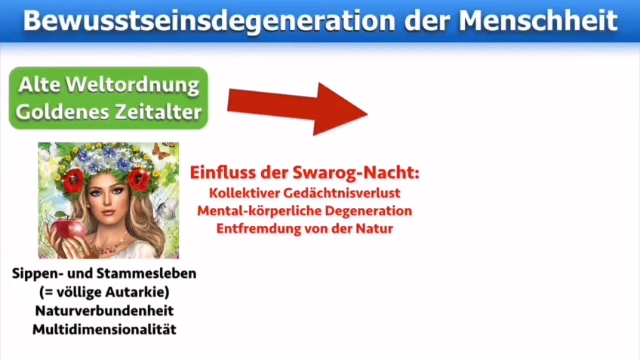 Bewusstseinsdegeneration der Menschheit
Alte Weltordnung
Goldenes Zeitalter
Einfluss der Swarog-Nacht:
Kollektiver Gedächtnisverlust
Mental-körperliche Degeneration
Entfremdung von der Natur
Sippen- und Stammesleben
(= völlige Autarkie)
Naturverbundenheit
Multidimensionalität